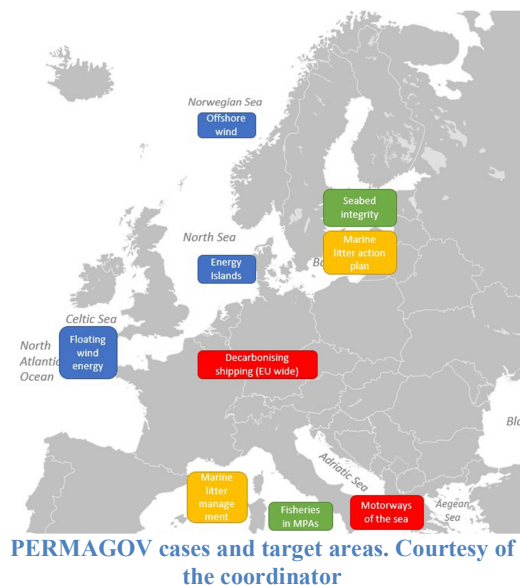 Norwegian Sea
Offshore
wind
Seabed
integrity
North Sea
Marine
litter action
plan
Energy
Islands
Celtic Sea
North
Atlantic
Ocean
Floating
wind
energy
Decarbonising
shipping (EU wide)
Adriatic Sea
Marine
litter
manage
ment
Fisheries
in MPAs
Motorways
of the sea
Aegean
Sea
PERMAGOV cases and target areas. Courtesy of
the coordinator